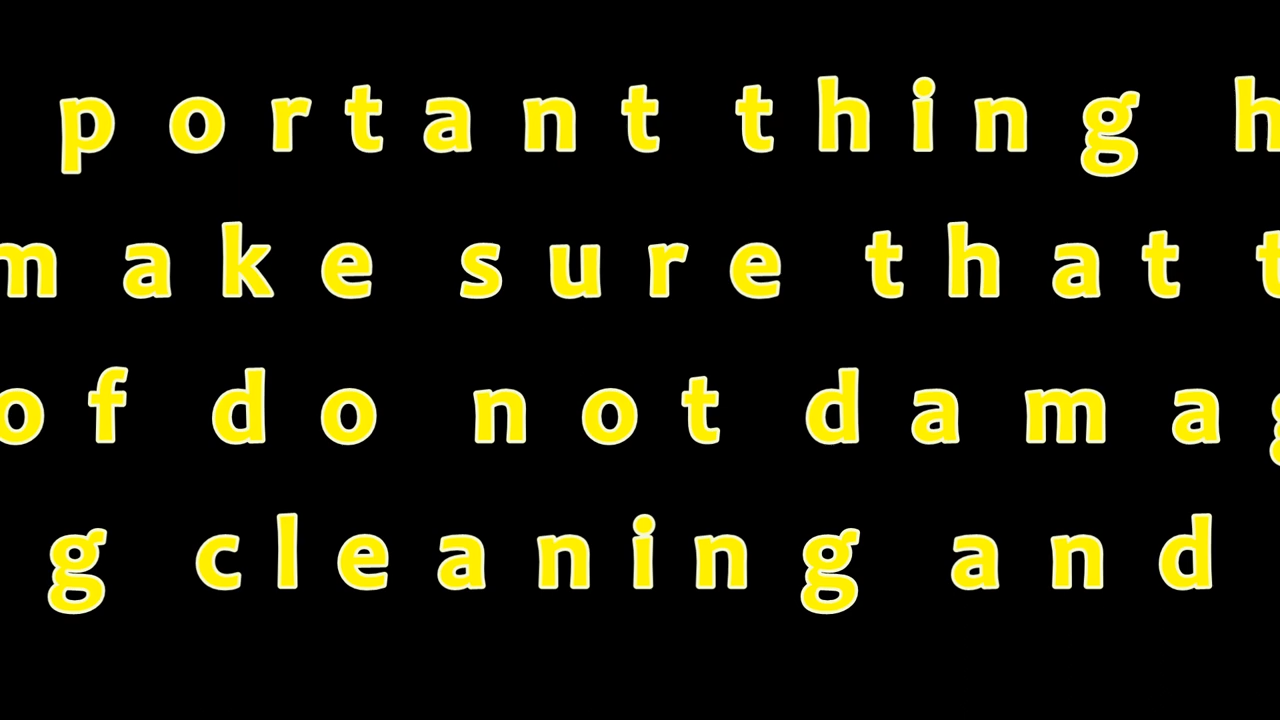 portant thing h
make sure that t
of do not damag
g cleaning and